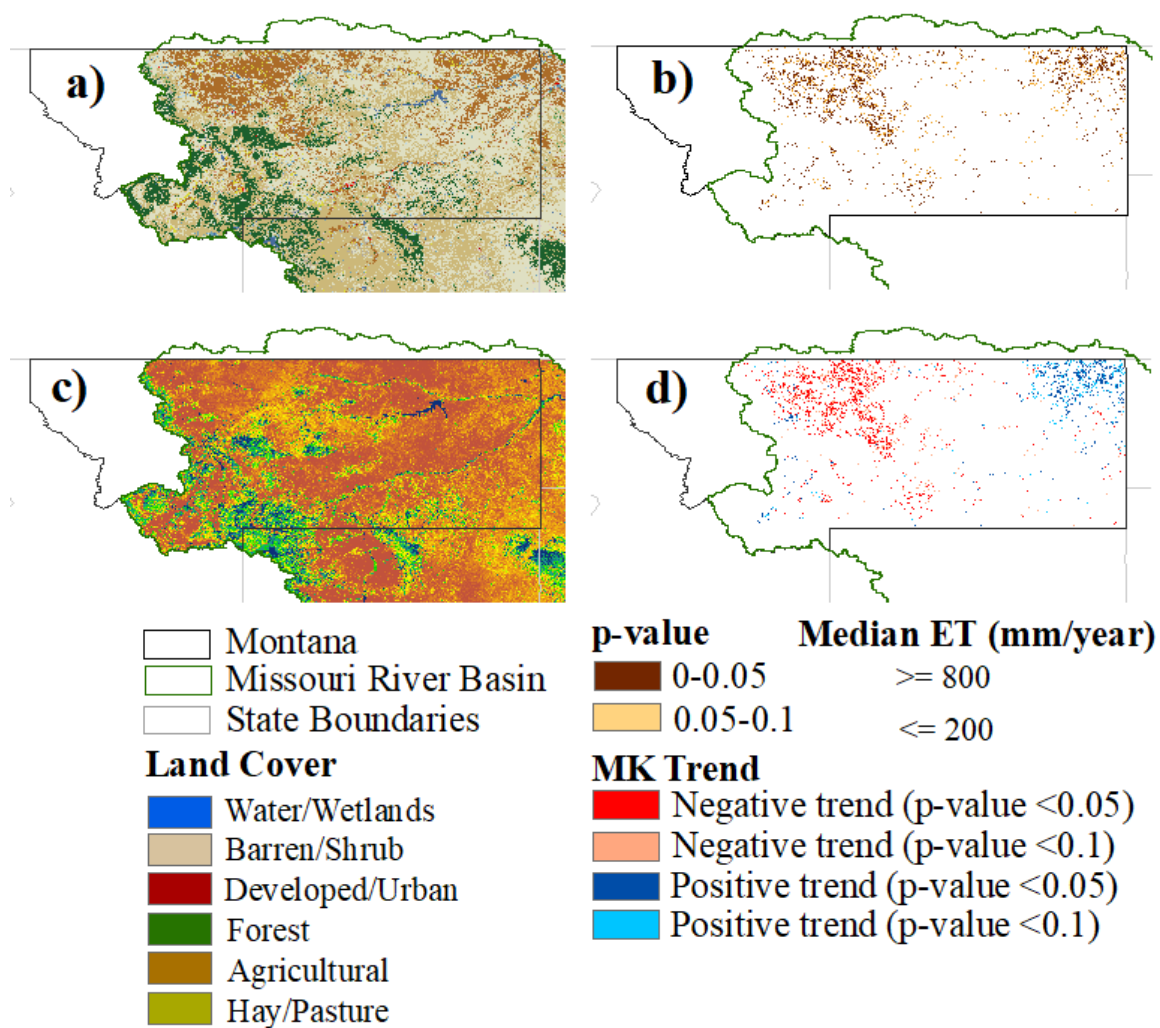 a)
b)
c)
d)
Montana
Missouri River Basin
State Boundaries
Land Cover
Water/Wetlands
Barren/Shrub
Developed/Urban
Forest
Agricultural
Hay/Pasture
p-value
0-0.05
0.05-0.1
Median ET (mm/year)
>= 800
<= 200
MK Trend
Negative trend (p-value <0.05)
Negative trend (p-value <0.1)
Positive trend (p-value <0.05)
Positive trend (p-value <0.1)